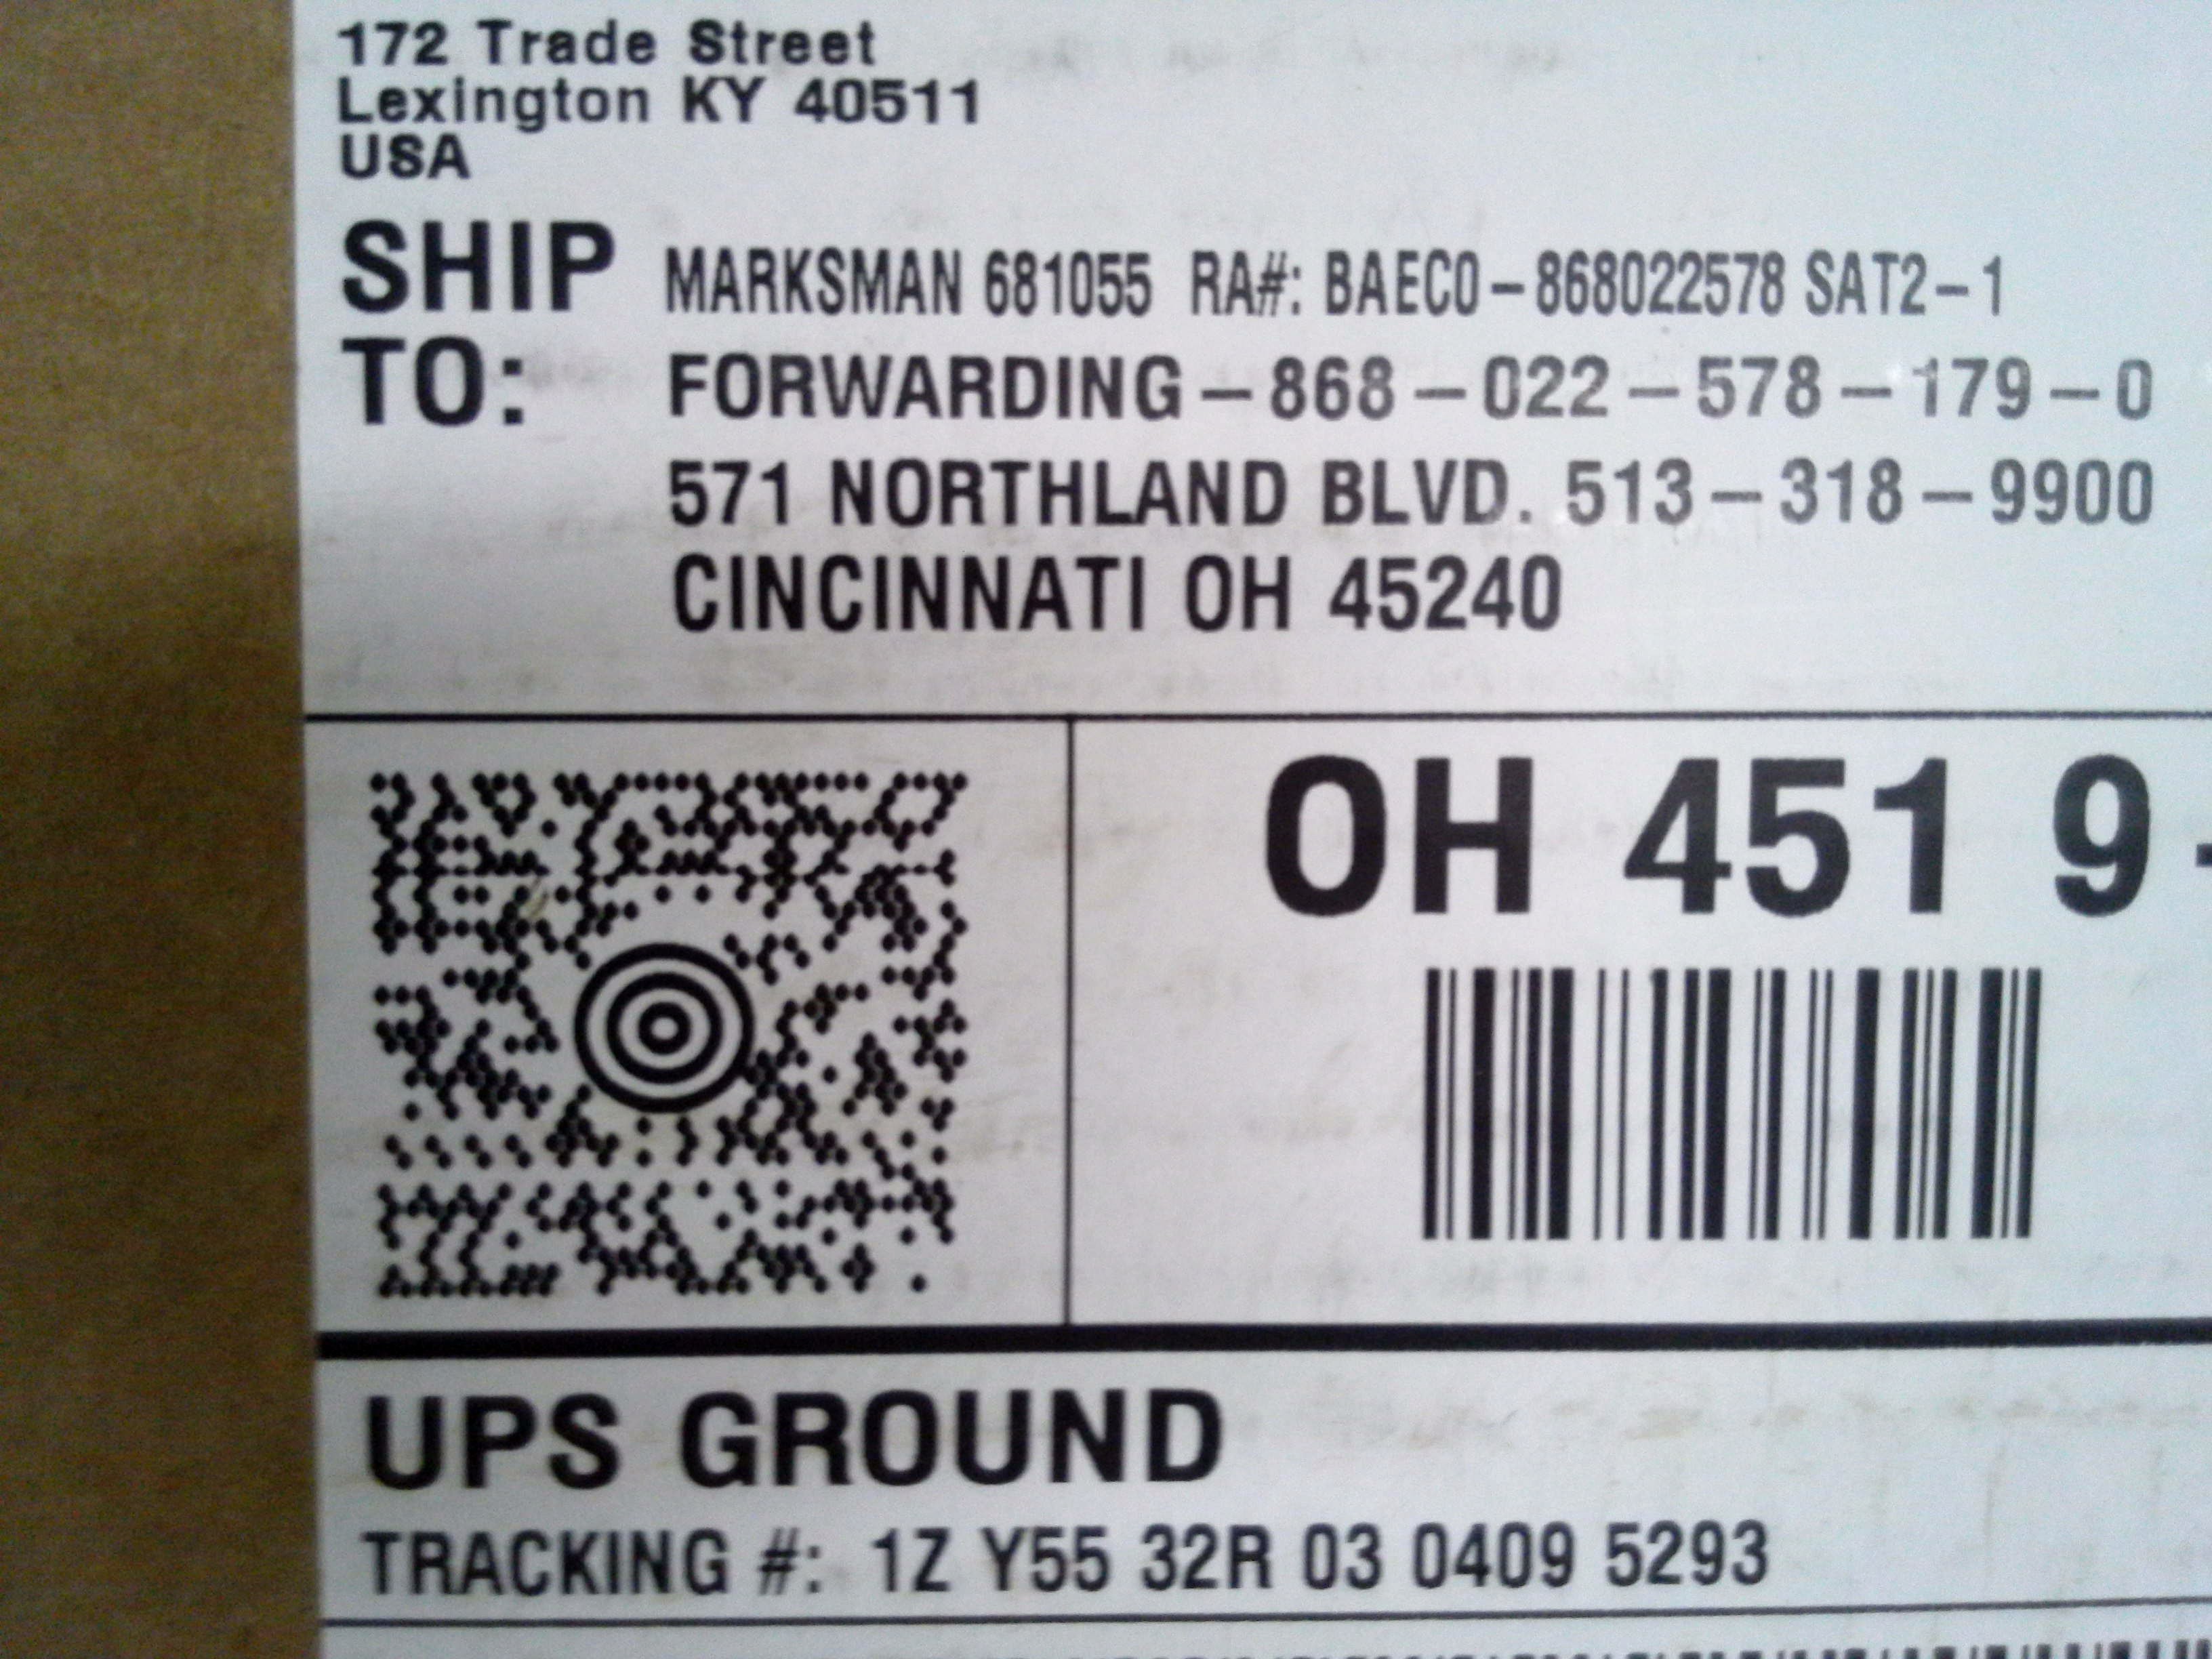 172 Trade Street
Lexington KY 40511
USA
SHIP TO:
MARKSMAN 681055 RA#: BAEC0-868022578 SAT2-1
FORWARDING-868-022-578-179-0
571 NORTHLAND BLVD. 513-318-9900
CINCINNATI OH 45240
OH 451 9-
UPS GROUND
TRACKING #: 1Z Y55 32R 03 0409 5293